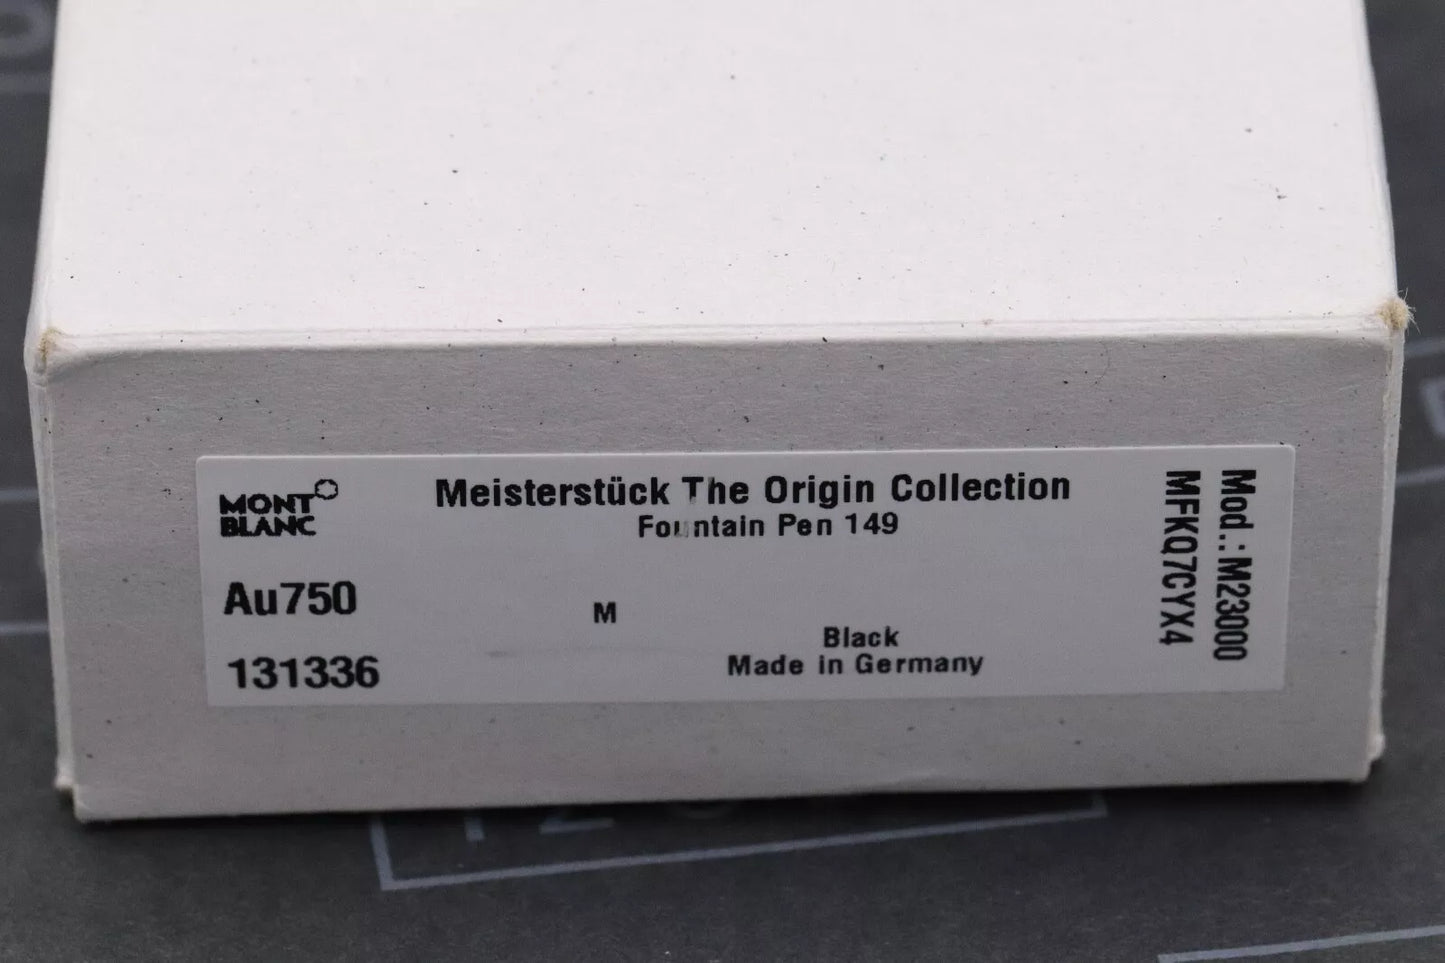 MONT
BLANC
Meisterstück The Origin Collection
Fountain Pen 149
Au750
M
131336
Black
Made in Germany
Mod.: M23000
MFKQ7CYX4